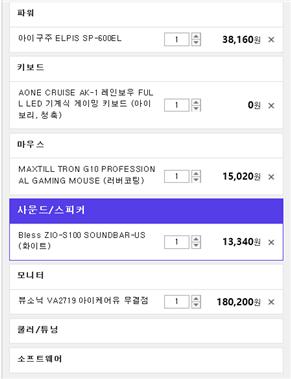 파워
아이구주 ELPIS SP-600EL
1
38,160원 ×
키보드
AONE CRUISE AK-1 레인보우 FUL
L LED 기계식 게이밍 키보드 (아이
보리, 청축)
1
0원 ×
마우스
MAXTILL TRON G10 PROFESSION
AL GAMING MOUSE (러버코팅)
1
15,020원 ×
사운드/스피커
Bless ZIO-S100 SOUNDBAR-US
(화이트)
1
13,340원 ×
모니터
뷰소닉 VA2719 아이케어유 무결점
1
180,200원 ×
쿨러/튜닝
소프트웨어